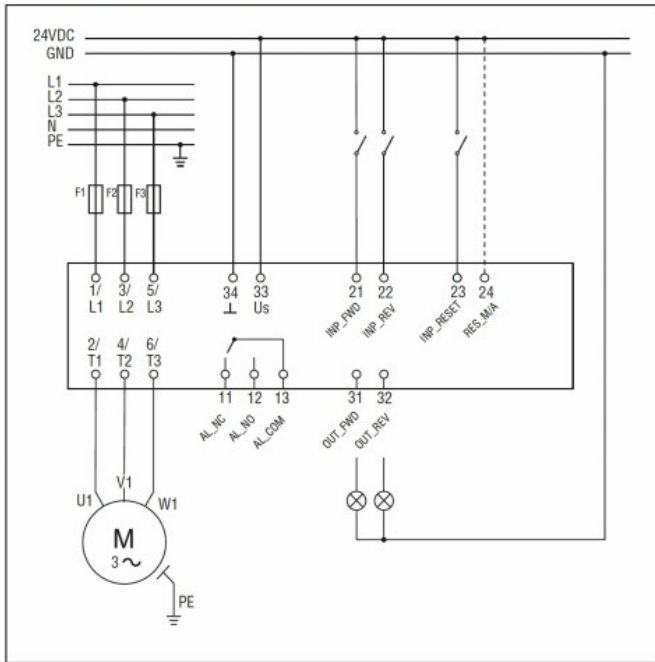 24VDC
GND
L1
L2
L3
N
PE
F1 F2 F3
1/ 3/ 5/ 34 33 21 22 23 24
L1 L2 L3 ⊥ Us INP_FWD INP_REV INP_RESET RES_M/A
2/ 4/ 6/
T1 T2 T3
11 12 13 31 32
AL_NC AL_NO AL_COM OUT_FWD OUT_REV
U1 V1 W1
M
3~
PE